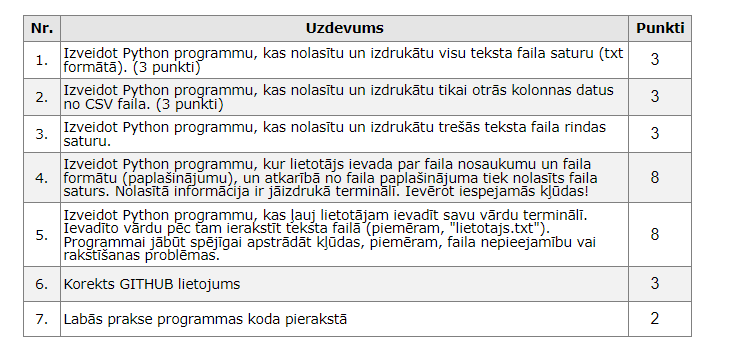 Nr. Uzdevums Punkti
1. Izveidot Python programmu, kas nolasītu un izdrukātu visu teksta faila saturu (txt 3
formātā). (3 punkti)
2. Izveidot Python programmu, kas nolasītu un izdrukātu tikai otrās kolonnas datus 3
no CSV faila. (3 punkti)
3. Izveidot Python programmu, kas nolasītu un izdrukātu trešās teksta faila rindas 3
saturu.
4. Izveidot Python programmu, kur lietotājs ievada par faila nosaukumu un faila 8
formātu (paplašinājumu), un atkarībā no faila paplašinājuma tiek nolasīts faila
saturs. Nolasītā informācija ir jāizdrukā terminālī. Ievērot iespejamās kļūdas!
5. Izveidot Python programmu, kas ļauj lietotājam ievadīt savu vārdu terminālī. 8
Ievadīto vārdu pēc tam ierakstīt teksta failā (piemēram, "lietotajs.txt").
Programmai jābūt spējīgai apstrādāt kļūdas, piemēram, faila nepieejamību vai
rakstīšanas problēmas.
6. Korekts GITHUB lietojums 3
7. Labās prakse programmas koda pierakstā 2